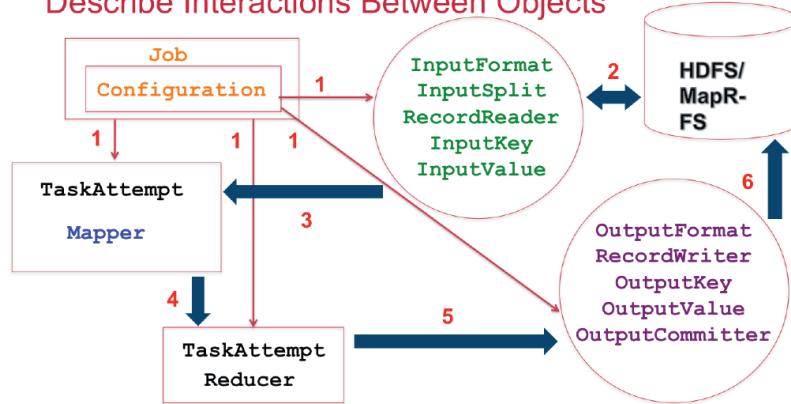 Describe Interactions Between Objects
Job
Configuration
1
InputFormat
InputSplit
RecordReader
InputKey
InputValue
2
HDFS/
MapR-
FS
1
1
1
TaskAttempt
Mapper
3
6
4
OutputFormat
RecordWriter
OutputKey
OutputValue
OutputCommitter
5
TaskAttempt
Reducer